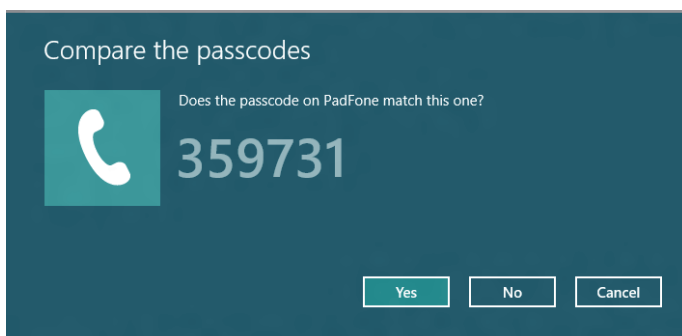 Compare the passcodes
Does the passcode on PadFone match this one?
359731
Yes No Cancel